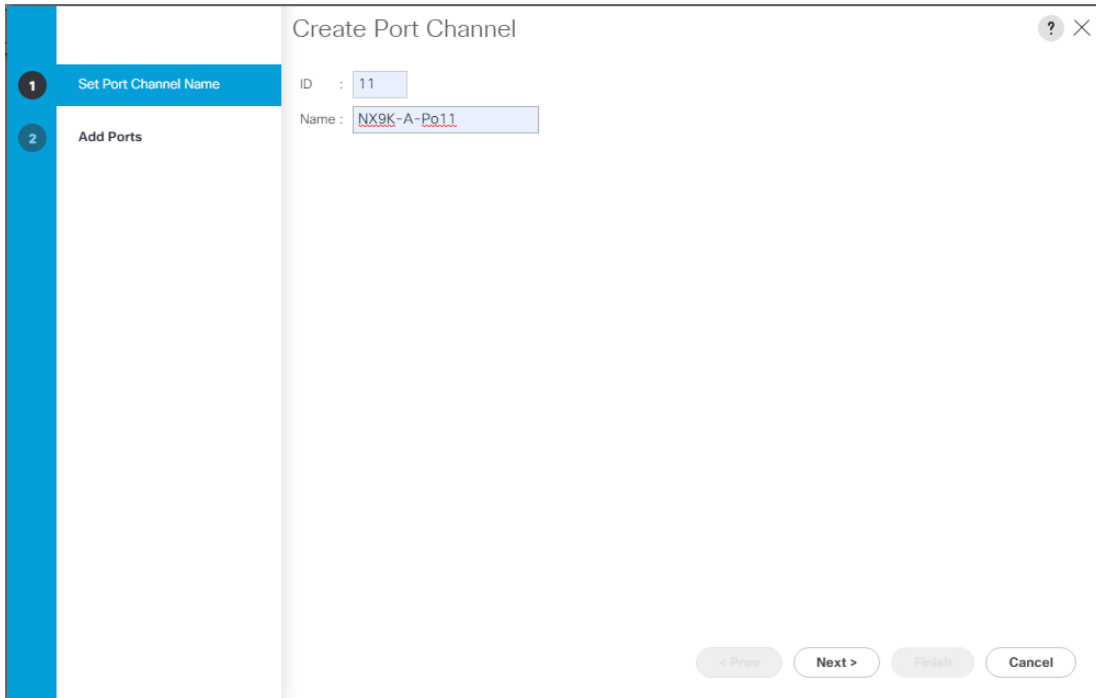 Create Port Channel
?
1
Set Port Channel Name
2
Add Ports
ID : 11
Name : NX9K-A-Po11
< Prev
Next >
Finish
Cancel